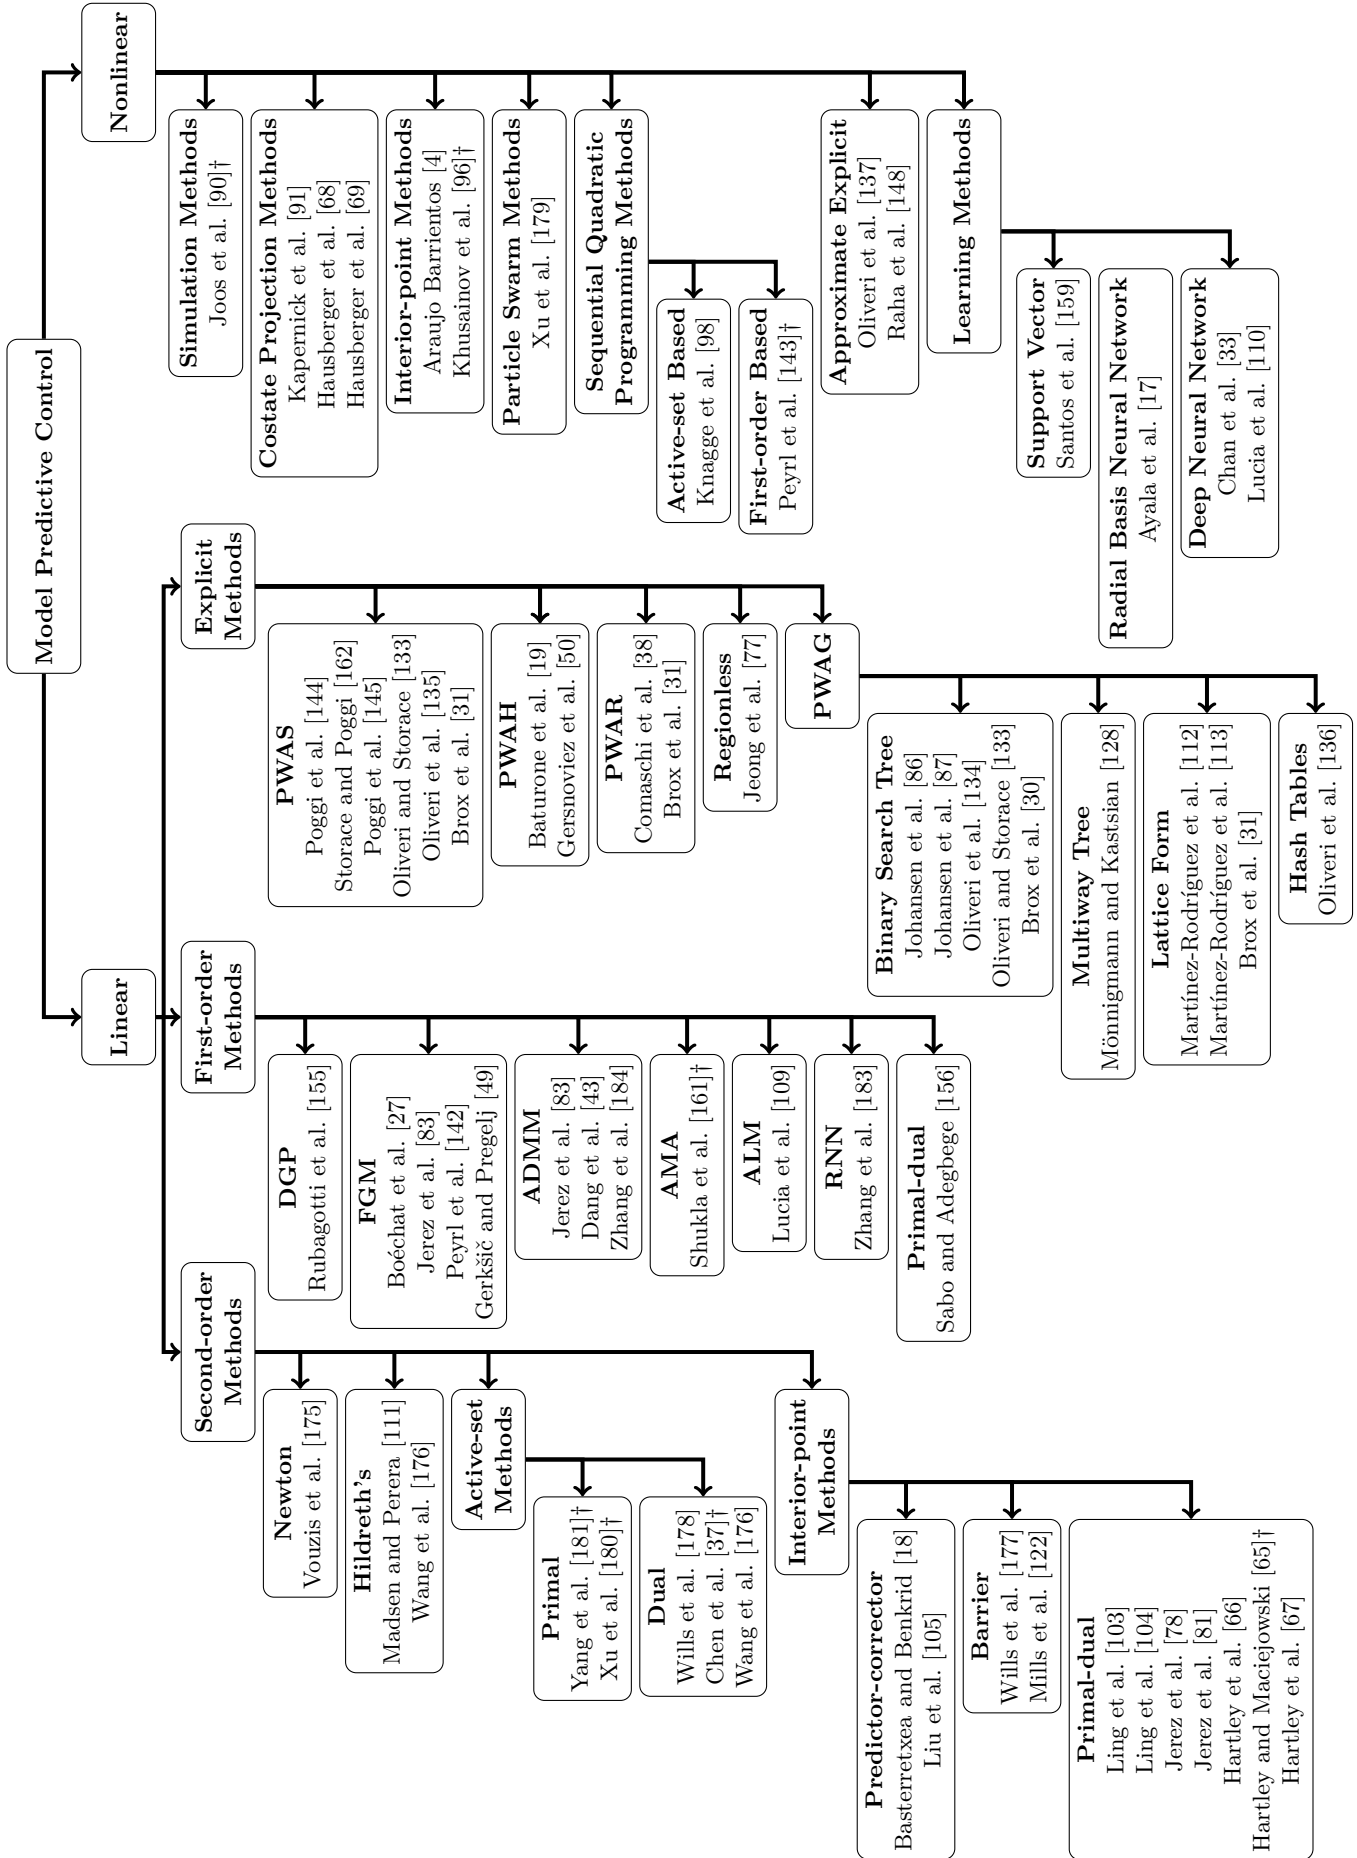 Model Predictive Control
Linear
Second-order
Methods
Newton
Vouzis et al. [175]
Hildreth's
Madsen and Perera [111]
Wang et al. [176]
Active-set
Methods
Primal
Yang et al. [181]†
Xu et al. [180]†
Dual
Wills et al. [178]
Chen et al. [37]†
Wang et al. [176]
Interior-point
Methods
Predictor-corrector
Basterretxea and Benkrid [18]
Liu et al. [105]
Barrier
Wills et al. [177]
Mills et al. [122]
Primal-dual
Ling et al. [103]
Ling et al. [104]
Jerez et al. [78]
Jerez et al. [81]
Hartley et al. [66]
Hartley and Maciejowski [65]†
Hartley et al. [67]
First-order
Methods
DGP
Rubagotti et al. [155]
FGM
Boéchat et al. [27]
Jerez et al. [83]
Peyrl et al. [142]
Gerkšič and Pregelj [49]
ADMM
Jerez et al. [83]
Dang et al. [43]
Zhang et al. [184]
AMA
Shukla et al. [161]†
ALM
Lucia et al. [109]
RNN
Zhang et al. [183]
Primal-dual
Sabo and Adegbege [156]
Explicit
Methods
PWAS
Poggi et al. [144]
Storace and Poggi [162]
Poggi et al. [145]
Oliveri and Storace [133]
Oliveri et al. [135]
Brox et al. [31]
PWAH
Baturone et al. [19]
Gersnoviez et al. [50]
PWAR
Comaschi et al. [38]
Brox et al. [31]
Regionless
Jeong et al. [77]
PWAG
Binary Search Tree
Johansen et al. [86]
Johansen et al. [87]
Oliveri et al. [134]
Oliveri and Storace [133]
Brox et al. [30]
Multiway Tree
Mönnigmann and Kastsian [128]
Lattice Form
Martínez-Rodríguez et al. [112]
Martínez-Rodríguez et al. [113]
Brox et al. [31]
Hash Tables
Oliveri et al. [136]
Nonlinear
Simulation Methods
Joos et al. [90]†
Costate Projection Methods
Kapernick et al. [91]
Hausberger et al. [68]
Hausberger et al. [69]
Interior-point Methods
Araujo Barrientos [4]
Khusainov et al. [96]†
Particle Swarm Methods
Xu et al. [179]
Sequential Quadratic
Programming Methods
Active-set Based
Knagge et al. [98]
First-order Based
Peyrl et al. [143]†
Approximate Explicit
Oliveri et al. [137]
Raha et al. [148]
Learning Methods
Support Vector
Santos et al. [159]
Radial Basis Neural Network
Ayala et al. [17]
Deep Neural Network
Chan et al. [33]
Lucia et al. [110]